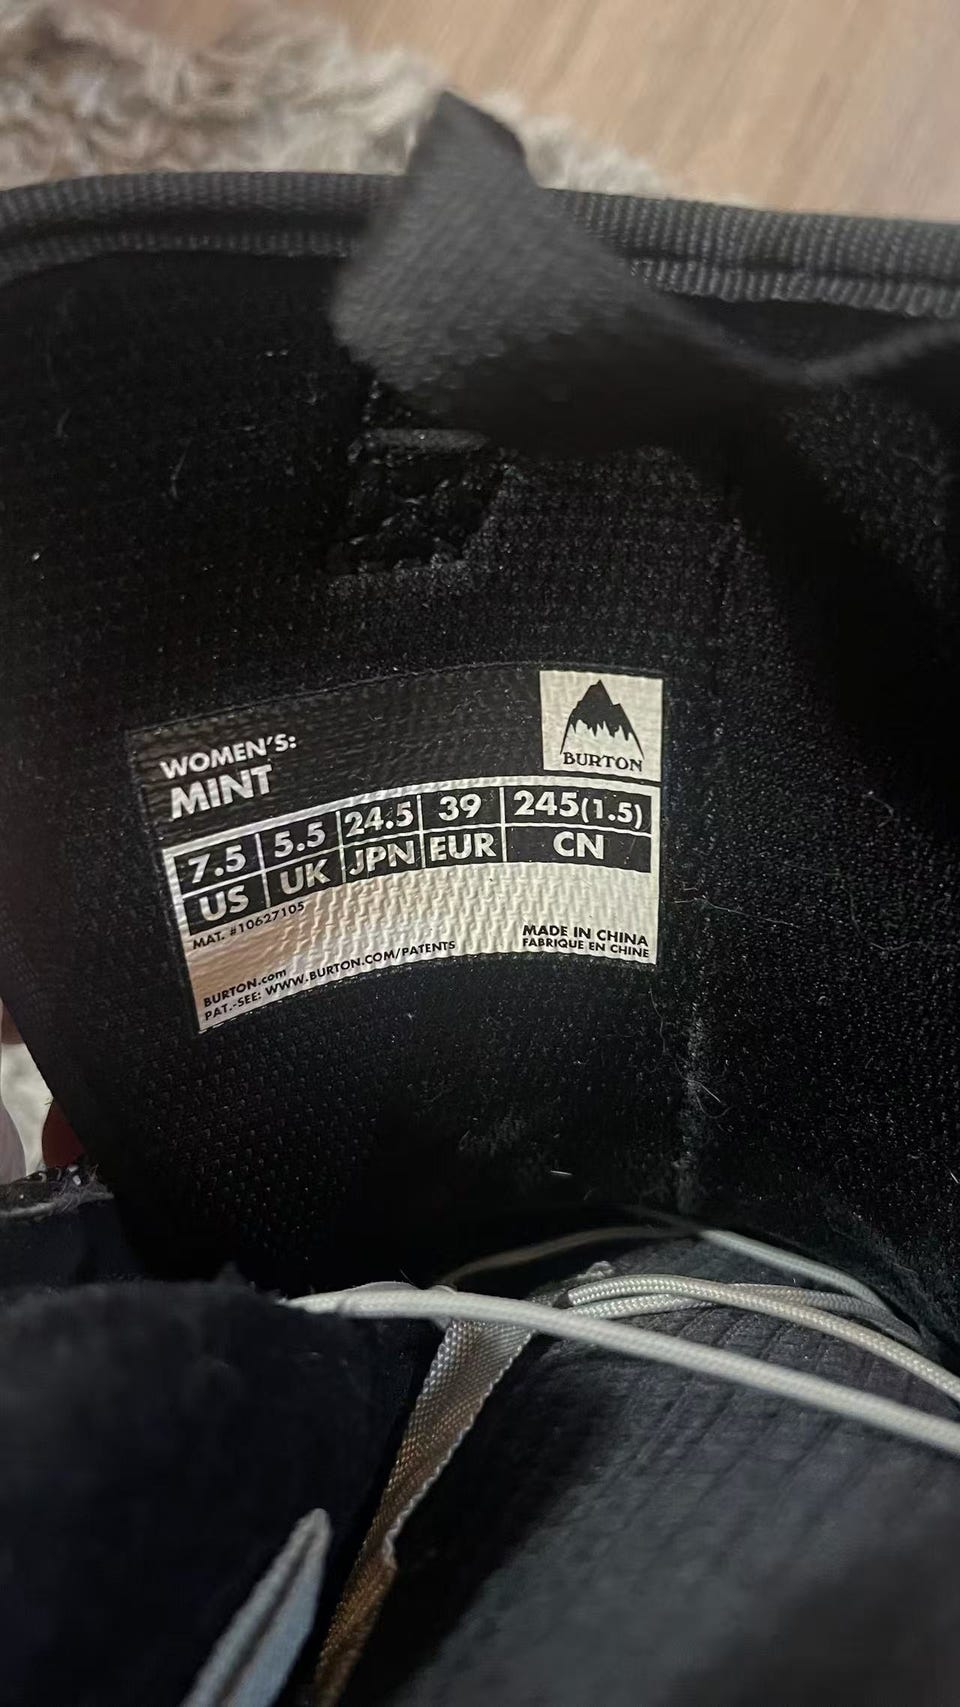 BURTON
WOMEN'S:
MINT
7.5 5.5 24.5 39 245(1.5)
US UK JPN EUR CN
MAT. #10627105
MADE IN CHINA
FABRIQUE EN CHINE
BURTON.com
PAT.-SEE: WWW.BURTON.COM/PATENTS